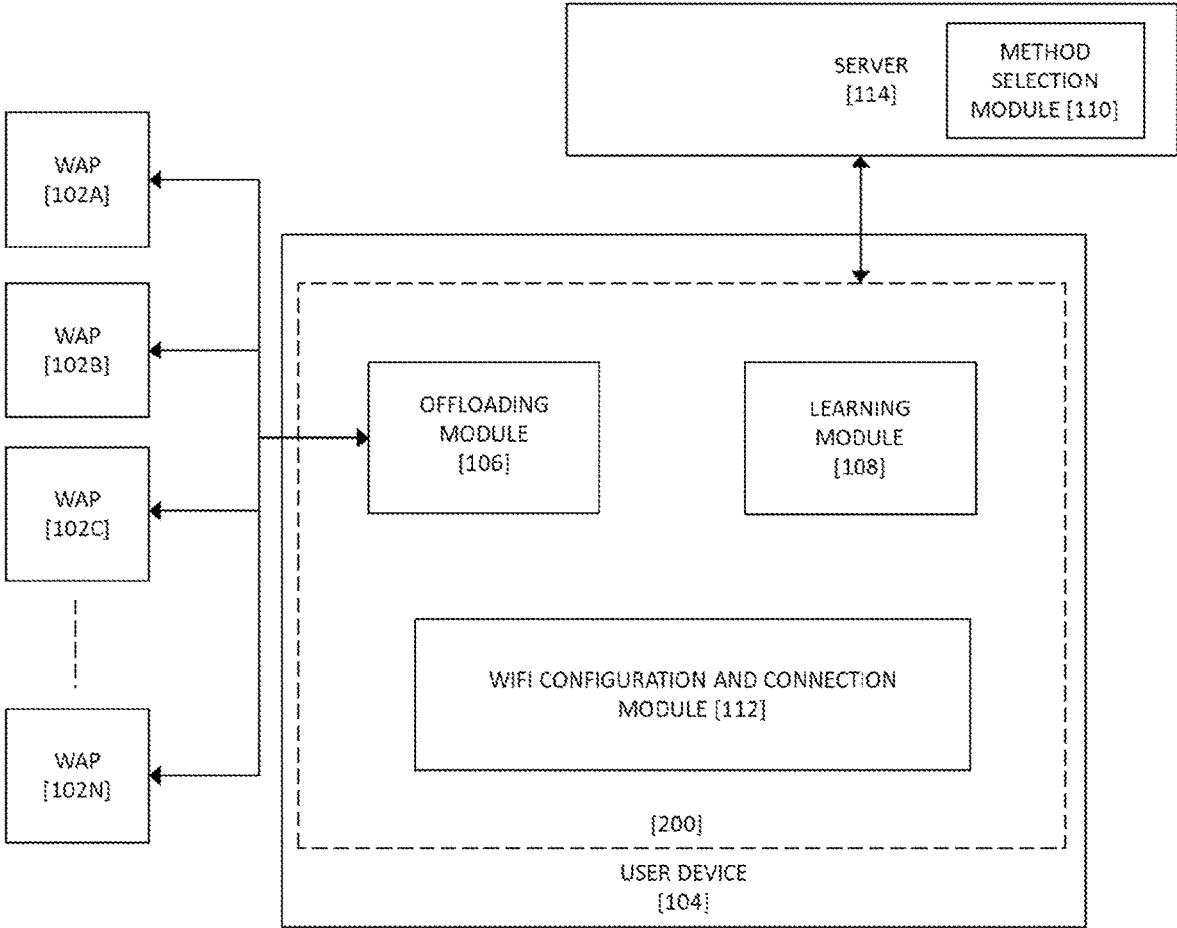 SERVER
[114]
METHOD
SELECTION
MODULE [110]
WAP
[102A]
WAP
[102B]
WAP
[102C]
WAP
[102N]
OFFLOADING
MODULE
[106]
LEARNING
MODULE
[108]
WIFI CONFIGURATION AND CONNECTION
MODULE [112]
[200]
USER DEVICE
[104]